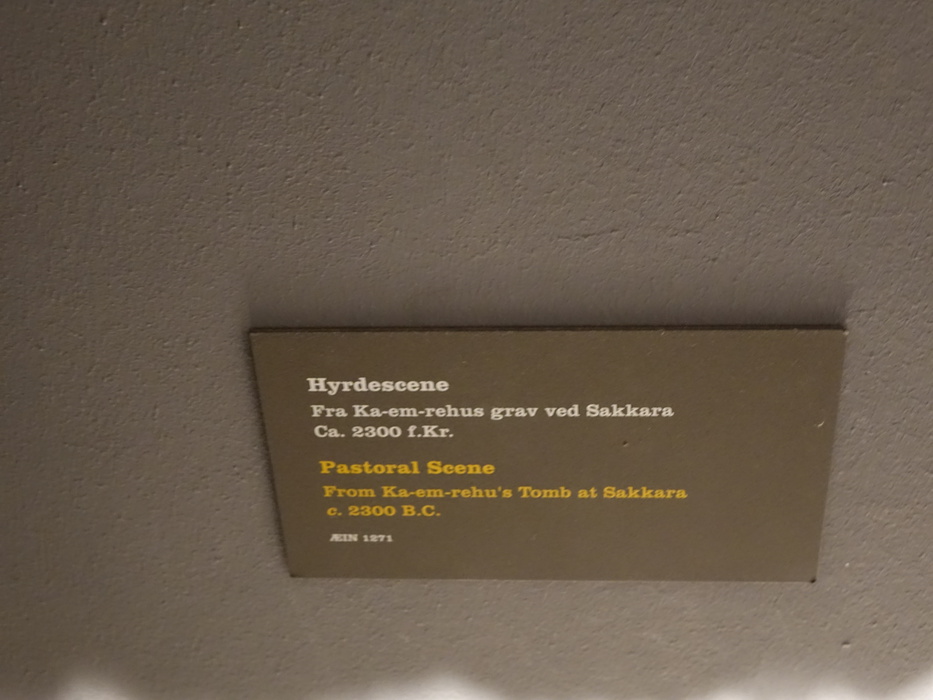 Hyrdescene
Fra Ka-em-rehus grav ved Sakkara
Ca. 2300 f.Kr.
Pastoral Scene
From Ka-em-rehu's Tomb at Sakkara
c. 2300 B.C.
ÆIN 1271